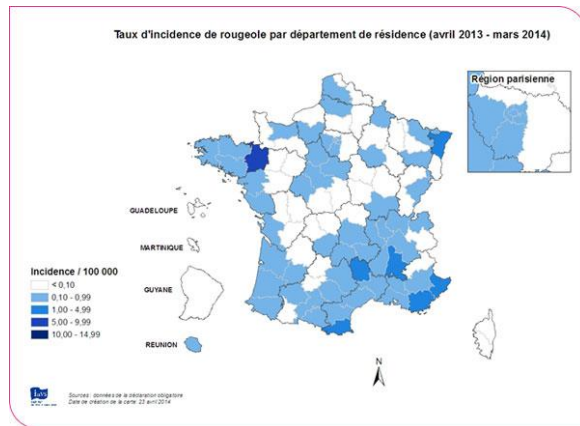 Taux d'incidence de rougeole par département de résidence (avril 2013 - mars 2014)
Région parisienne
GUADELOUPE
MARTINIQUE
GUYANE
REUNION
Incidence / 100 000
< 0,10
0,10 - 0,99
1,00 - 4,99
5,00 - 9,99
10,00 - 14,99
N
Sources : données de la déclaration obligatoire
Date de création de la carte: 23 avril 2014